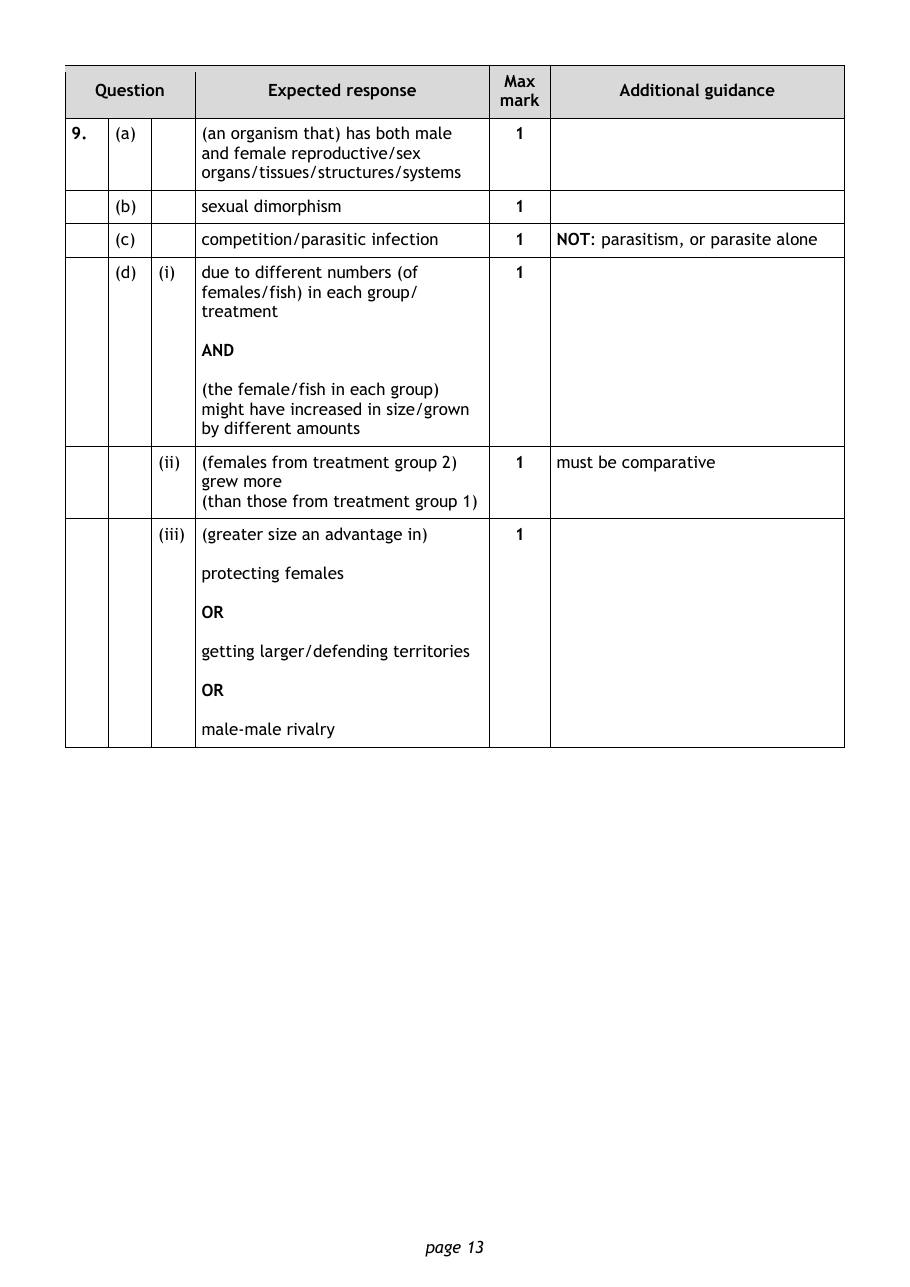 Question Expected response Max mark Additional guidance
9. (a) (an organism that) has both male 1
and female reproductive/sex
organs/tissues/structures/systems
(b) sexual dimorphism 1
(c) competition/parasitic infection 1 NOT: parasitism, or parasite alone
(d) (i) due to different numbers (of 1
females/fish) in each group/
treatment
AND
(the female/fish in each group)
might have increased in size/grown
by different amounts
(ii) (females from treatment group 2) 1 must be comparative
grew more
(than those from treatment group 1)
(iii) (greater size an advantage in) 1
protecting females
OR
getting larger/defending territories
OR
male-male rivalry
page 13